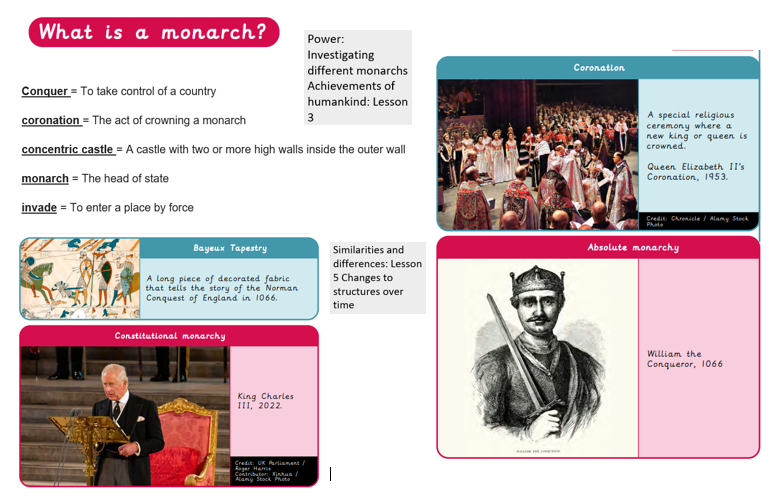 What is a monarch?
Power:
Investigating
different monarchs
Achievements of
humankind: Lesson
3
Conquer = To take control of a country
coronation = The act of crowning a monarch
concentric castle = A castle with two or more high walls inside the outer wall
monarch = The head of state
invade = To enter a place by force
Bayeux Tapestry
A long piece of decorated fabric
that tells the story of the Norman
Conquest of England in 1066.
Similarities and
differences: Lesson
5 Changes to
structures over
time
Constitutional monarchy
King Charles
III, 2022.
Credit: UK Parliament /
Roger Harris
Contributor: Xinhua /
Alamy Stock Photo
Coronation
A special religious
ceremony where a
new king or queen is
crowned.
Queen Elizabeth II's
Coronation, 1953.
Credit: Chronicle / Alamy Stock
Photo
Absolute monarchy
William the
Conqueror, 1066
WILLIAM THE CONQUEROR